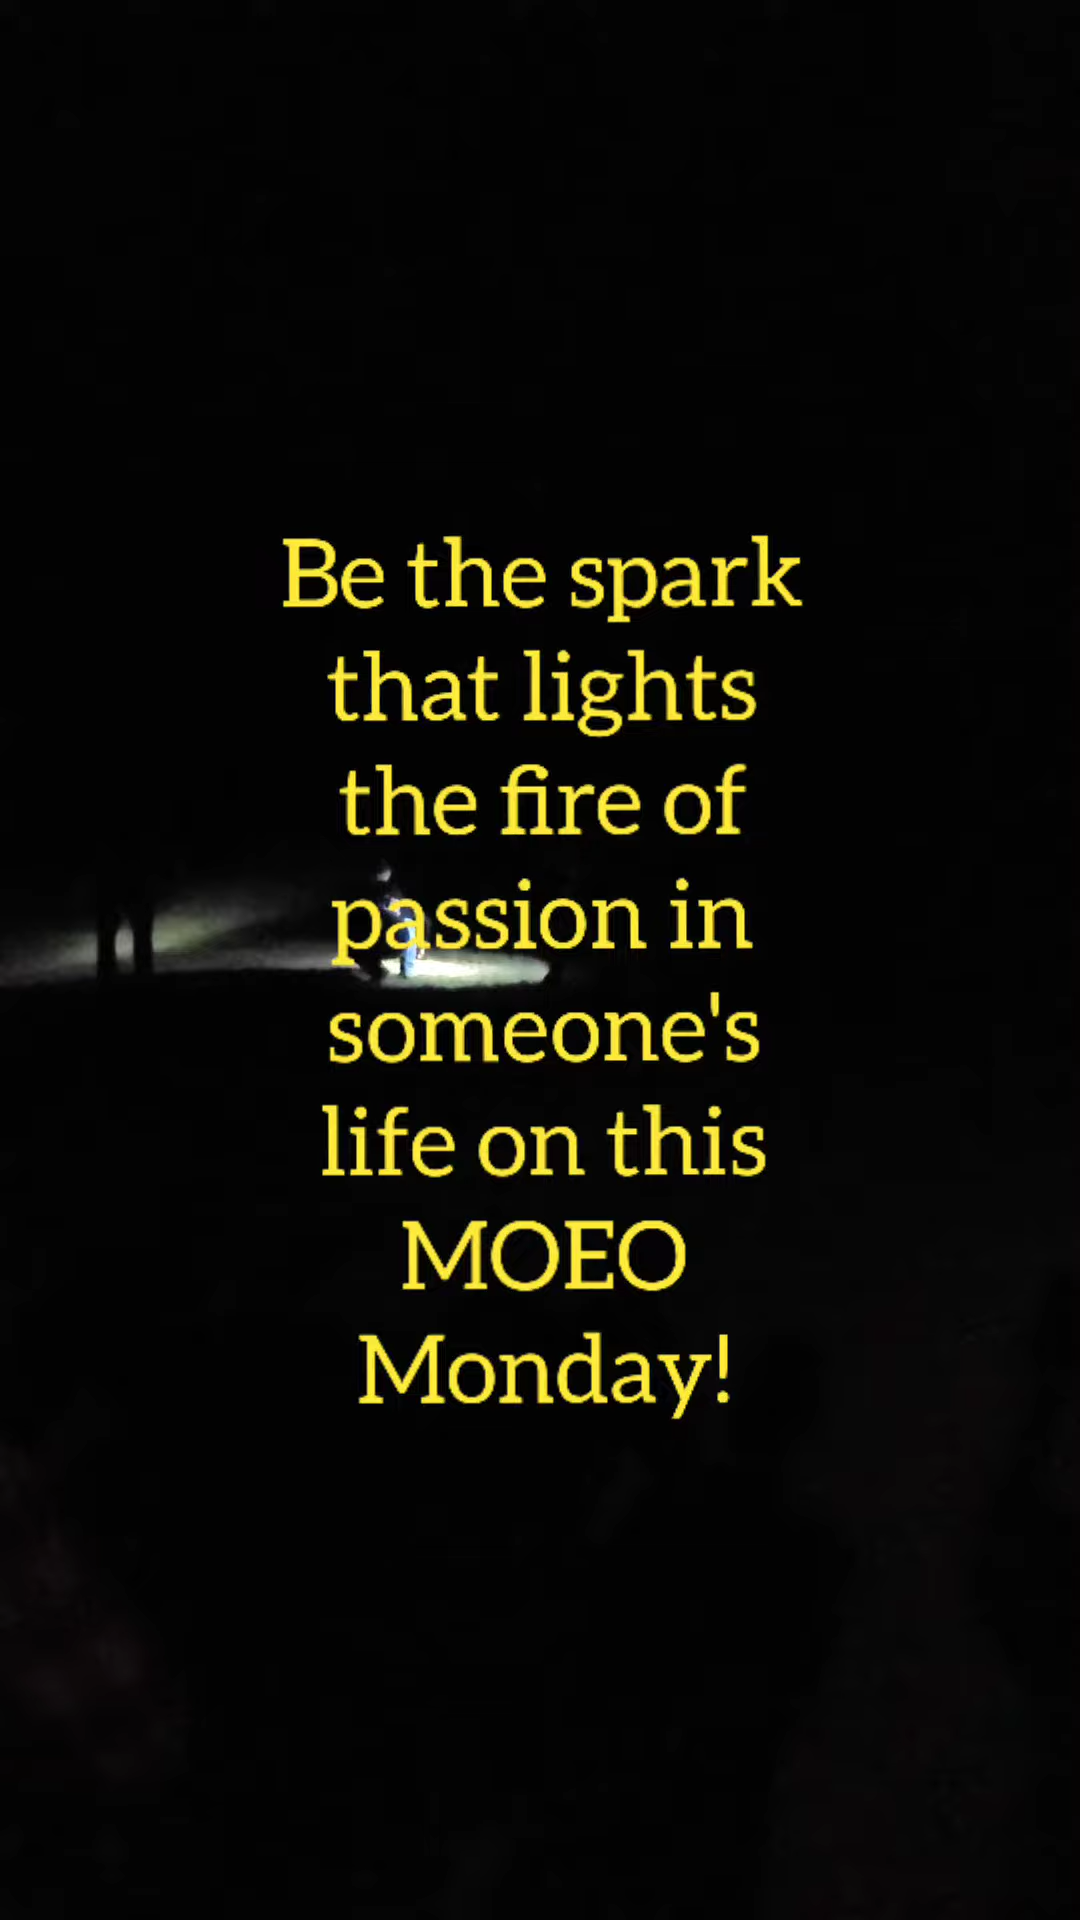 Be the spark
that lights
the fire of
passion in
someone's
life on this
MOEO
Monday!